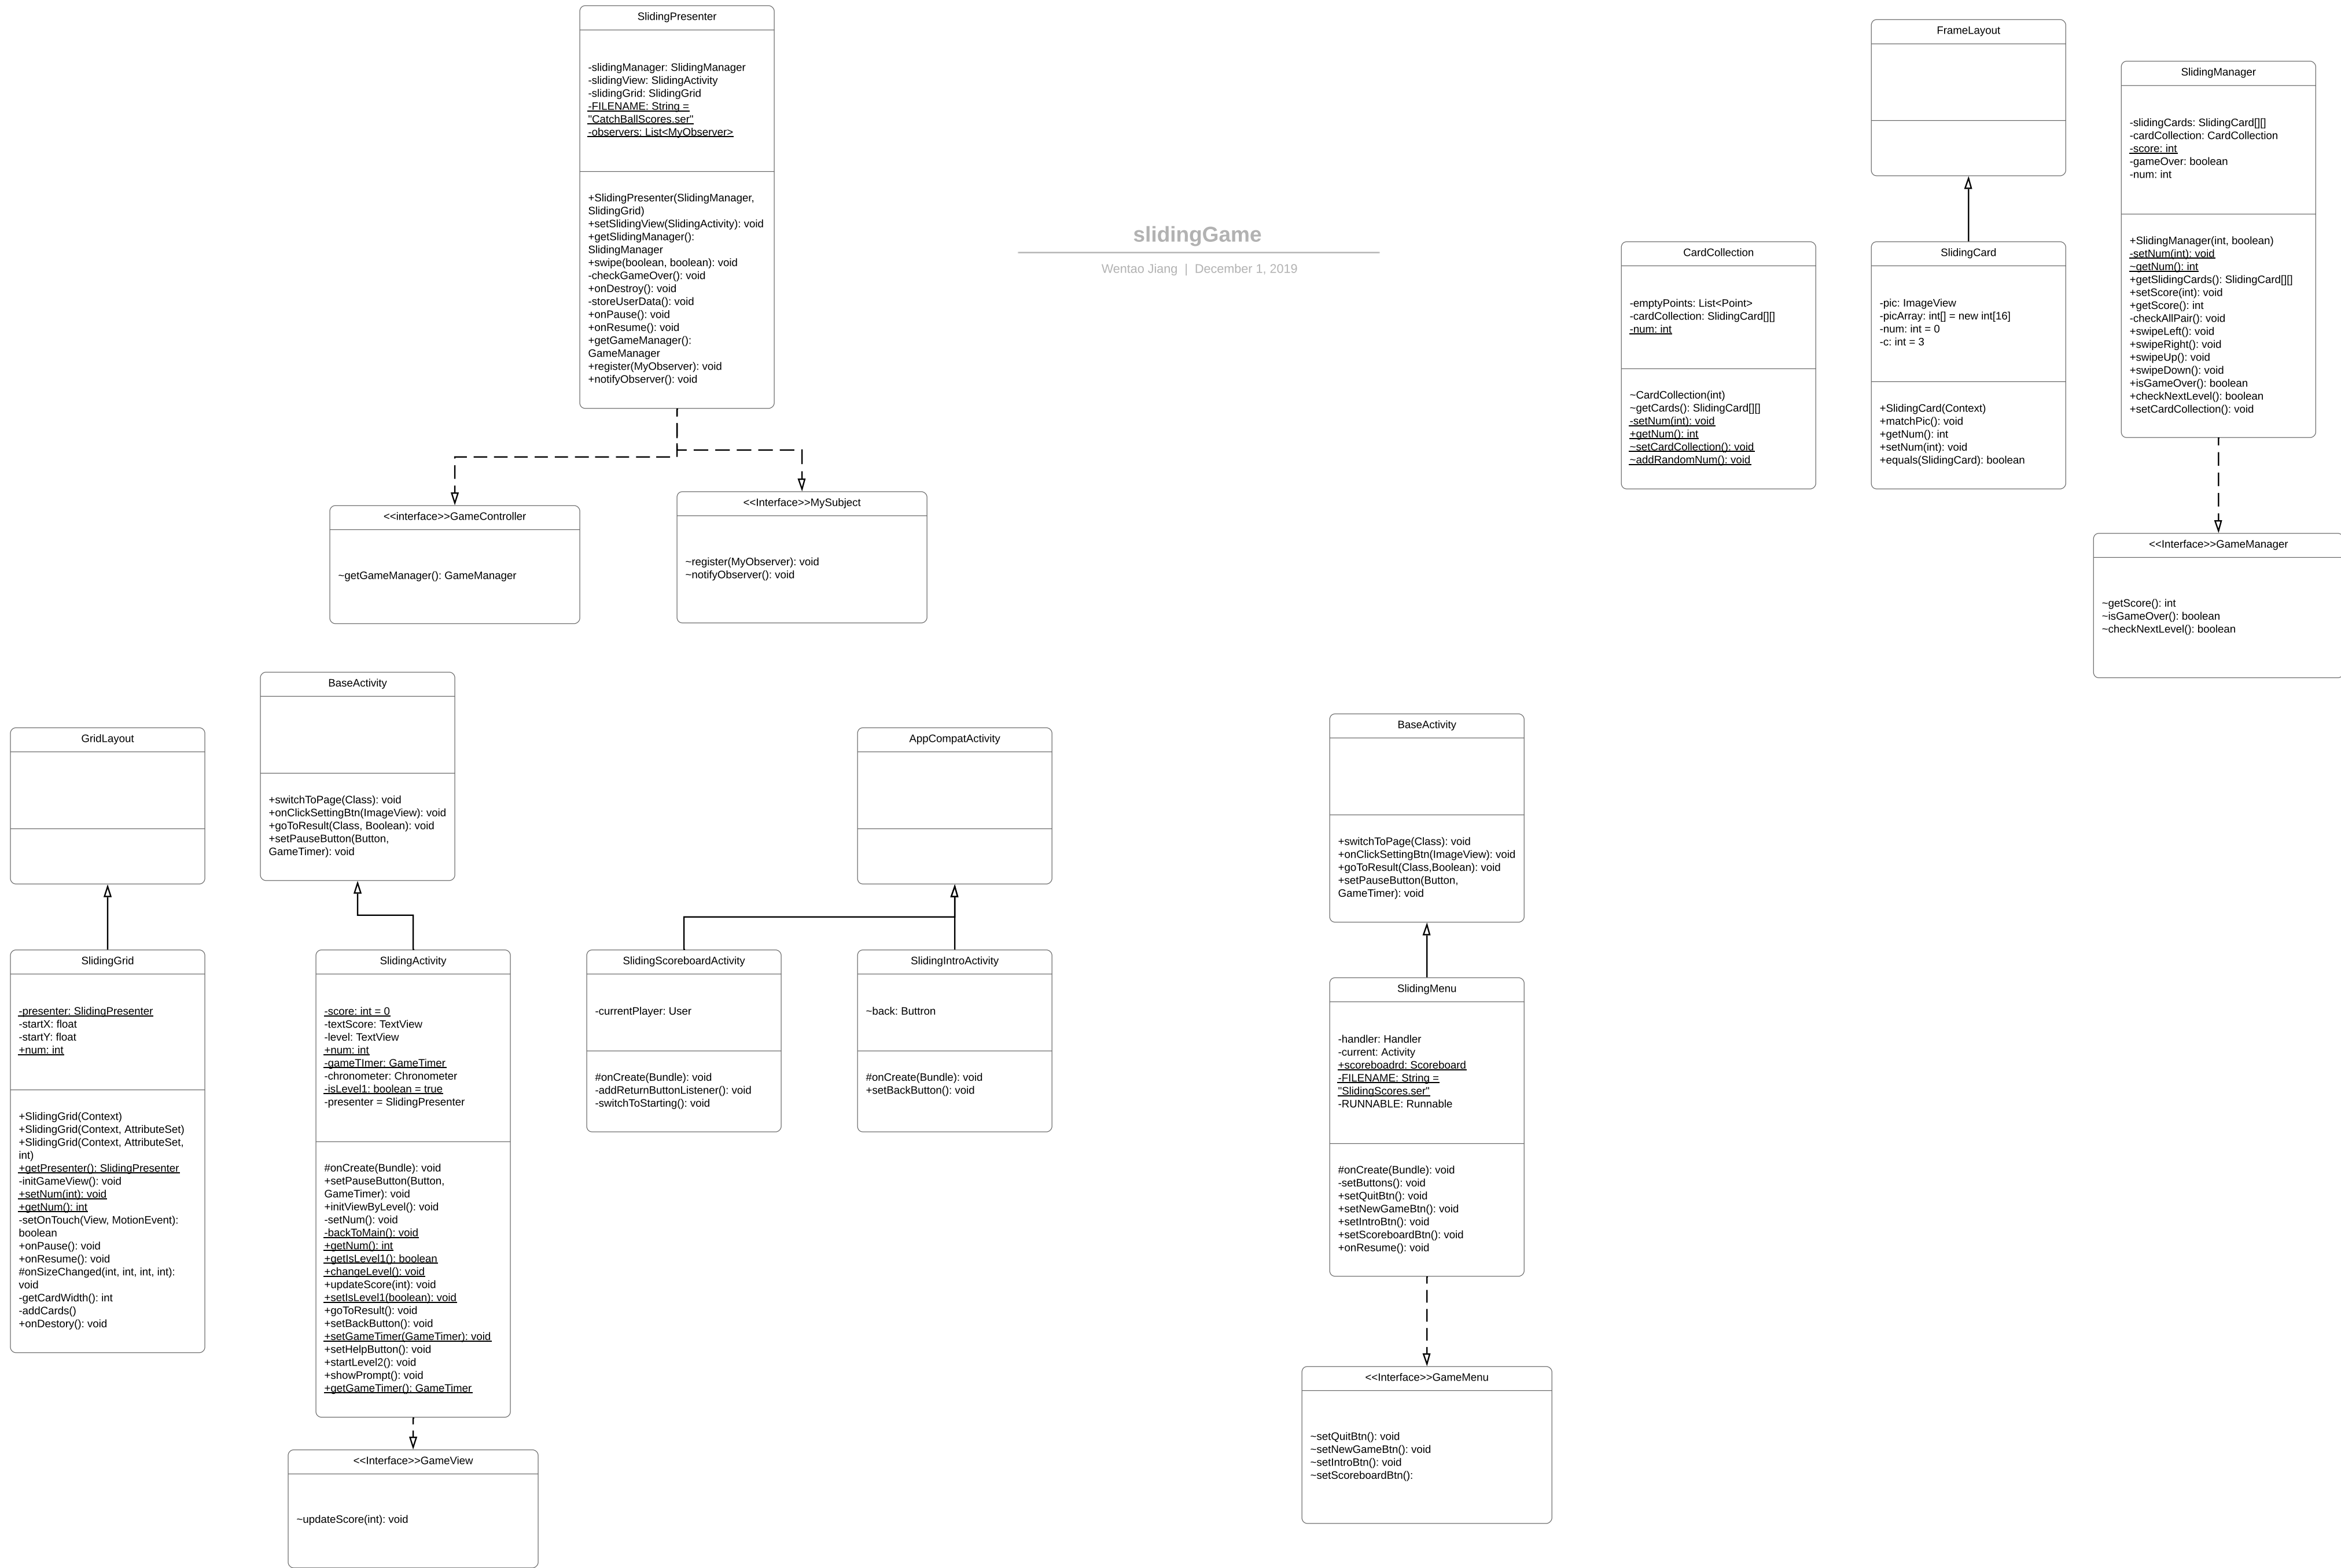 SlidingPresenter
-slidingManager: SlidingManager
-slidingView: SlidingActivity
-slidingGrid: SlidingGrid
-FILENAME: String =
"CatchBallScores.ser"
-observers: List<MyObserver>
+SlidingPresenter(SlidingManager,
SlidingGrid)
+setSlidingView(SlidingActivity): void
+getSlidingManager():
SlidingManager
+swipe(boolean, boolean): void
-checkGameOver(): void
+onDestroy(): void
-storeUserData(): void
+onPause(): void
+onResume(): void
+getGameManager():
GameManager
+register(MyObserver): void
+notifyObserver(): void
<<interface>>GameController
~getGameManager(): GameManager
<<Interface>>MySubject
~register(MyObserver): void
~notifyObserver(): void
slidingGame
Wentao Jiang | December 1, 2019
CardCollection
-emptyPoints: List<Point>
-cardCollection: SlidingCard[][]
-num: int
~CardCollection(int)
~getCards(): SlidingCard[][]
-setNum(int): void
+getNum(): int
~setCardCollection(): void
~addRandomNum(): void
FrameLayout
SlidingCard
-pic: ImageView
-picArray: int[] = new int[16]
-num: int = 0
-c: int = 3
+SlidingCard(Context)
+matchPic(): void
+getNum(): int
+setNum(int): void
+equals(SlidingCard): boolean
SlidingManager
-slidingCards: SlidingCard[][]
-cardCollection: CardCollection
-score: int
-gameOver: boolean
-num: int
+SlidingManager(int, boolean)
-setNum(int): void
~getNum(): int
+getSlidingCards(): SlidingCard[][]
+setScore(int): void
+getScore(): int
-checkAllPair(): void
+swipeLeft(): void
+swipeRight(): void
+swipeUp(): void
+swipeDown(): void
+isGameOver(): boolean
+checkNextLevel(): boolean
+setCardCollection(): void
<<Interface>>GameManager
~getScore(): int
~isGameOver(): boolean
~checkNextLevel(): boolean
GridLayout
SlidingGrid
-presenter: SlidingPresenter
-startX: float
-startY: float
+num: int
+SlidingGrid(Context)
+SlidingGrid(Context, AttributeSet)
+SlidingGrid(Context, AttributeSet,
int)
+getPresenter(): SlidingPresenter
-initGameView(): void
+setNum(int): void
+getNum(): int
-setOnTouch(View, MotionEvent):
boolean
+onPause(): void
+onResume(): void
#onSizeChanged(int, int, int, int):
void
-getCardWidth(): int
-addCards()
+onDestory(): void
BaseActivity
+switchToPage(Class): void
+onClickSettingBtn(ImageView): void
+goToResult(Class, Boolean): void
+setPauseButton(Button,
GameTimer): void
SlidingActivity
-score: int = 0
-textScore: TextView
-level: TextView
+num: int
-gameTImer: GameTimer
-chronometer: Chronometer
-isLevel1: boolean = true
-presenter = SlidingPresenter
#onCreate(Bundle): void
+setPauseButton(Button,
GameTimer): void
+initViewByLevel(): void
-setNum(): void
-backToMain(): void
+getNum(): int
+getIsLevel1(): boolean
+changeLevel(): void
+updateScore(int): void
+setIsLevel1(boolean): void
+goToResult(): void
+setBackButton(): void
+setGameTimer(GameTimer): void
+setHelpButton(): void
+startLevel2(): void
+showPrompt(): void
+getGameTimer(): GameTimer
<<Interface>>GameView
~updateScore(int): void
AppCompatActivity
SlidingScoreboardActivity
-currentPlayer: User
#onCreate(Bundle): void
-addReturnButtonListener(): void
-switchToStarting(): void
SlidingIntroActivity
~back: Buttron
#onCreate(Bundle): void
+setBackButton(): void
BaseActivity
+switchToPage(Class): void
+onClickSettingBtn(ImageView): void
+goToResult(Class,Boolean): void
+setPauseButton(Button,
GameTimer): void
SlidingMenu
-handler: Handler
-current: Activity
+scoreboadrd: Scoreboard
-FILENAME: String =
"SlidingScores.ser"
-RUNNABLE: Runnable
#onCreate(Bundle): void
-setButtons(): void
+setQuitBtn(): void
+setNewGameBtn(): void
+setIntroBtn(): void
+setScoreboardBtn(): void
+onResume(): void
<<Interface>>GameMenu
~setQuitBtn(): void
~setNewGameBtn(): void
~setIntroBtn(): void
~setScoreboardBtn():